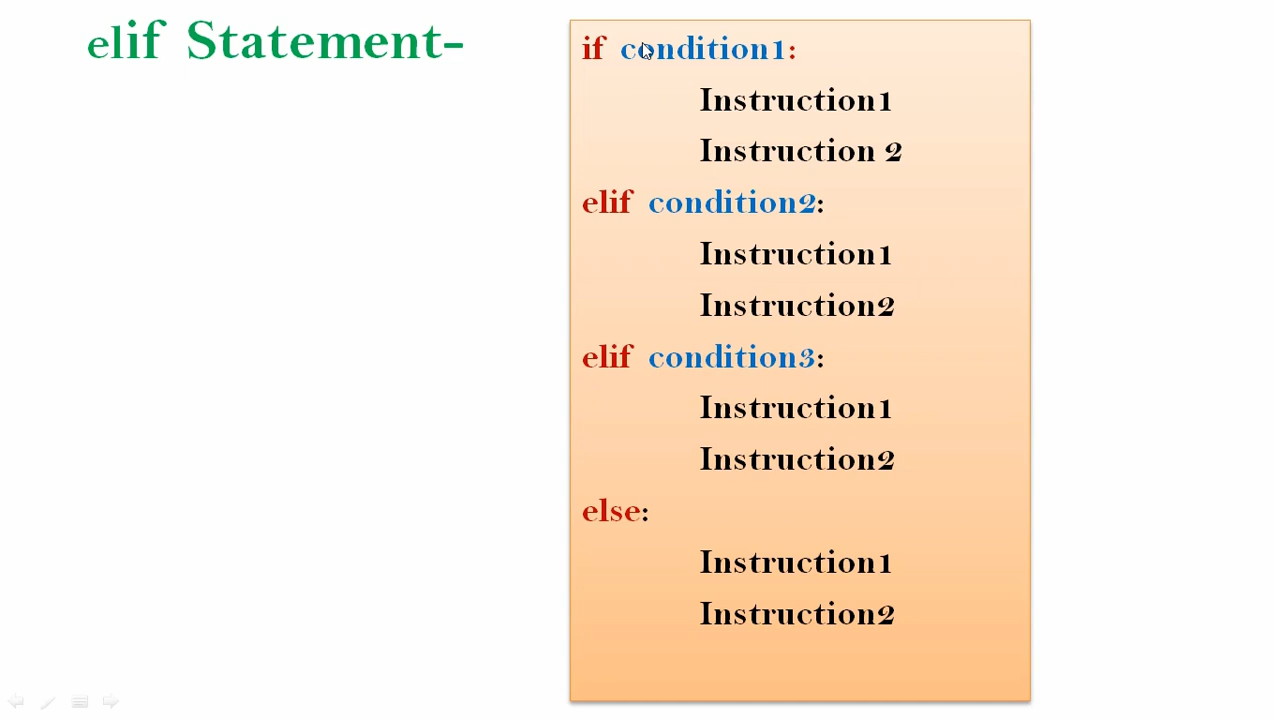 elif Statement-
if condition1:
Instruction1
Instruction 2
elif condition2:
Instruction1
Instruction2
elif condition3:
Instruction1
Instruction2
else:
Instruction1
Instruction2